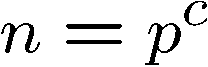 n = p^c